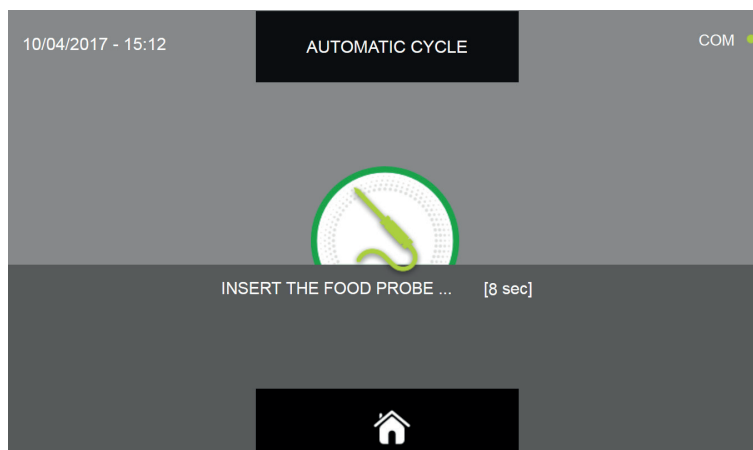 10/04/2017 - 15:12
AUTOMATIC CYCLE
COM
INSERT THE FOOD PROBE ... [8 sec]